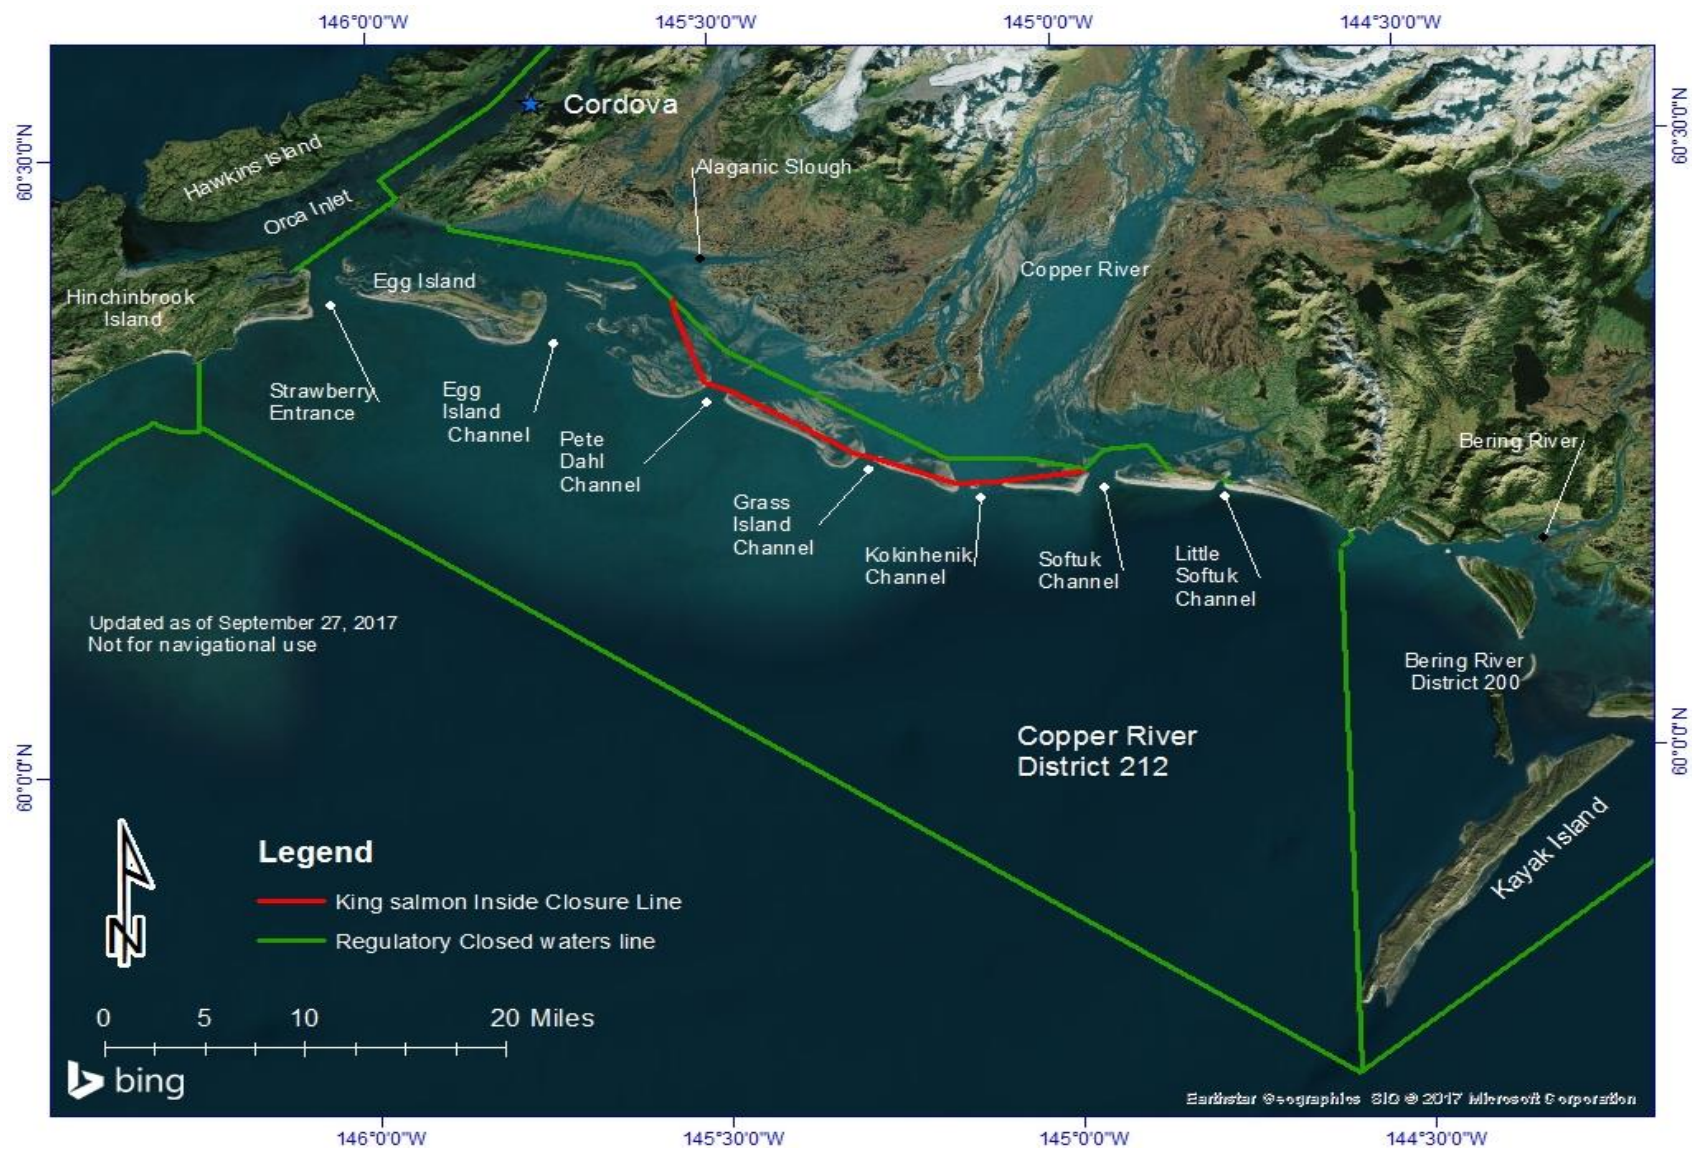 146°0'0"W
145°30'0"W
145°0'0"W
144°30'0"W
60°30'0"N
60°30'0"N
Cordova
Hawkins Island
Alaganic Slough
Orca Inlet
Copper River
Egg Island
Hinchinbrook
Island
Strawberry
Entrance
Egg
Island
Channel
Pete
Dahl
Channel
Grass
Island
Channel
Kokinhenik
Channel
Softuk
Channel
Little
Softuk
Channel
Bering River
Updated as of September 27, 2017
Not for navigational use
Bering River
District 200
Copper River
District 212
60°0'0"N
60°0'0"N
Kayak Island
N
Legend
King salmon Inside Closure Line
Regulatory Closed waters line
0 5 10 20 Miles
bing
Earthstar Geographics SIO © 2017 Microsoft Corporation
146°0'0"W
145°30'0"W
145°0'0"W
144°30'0"W